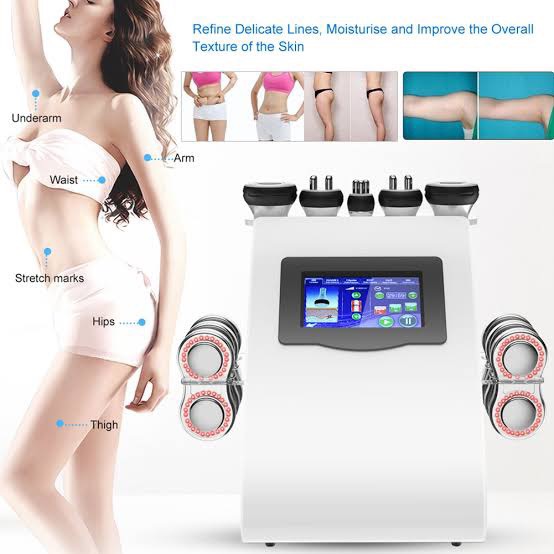 Refine Delicate Lines, Moisturise and Improve the Overall
Texture of the Skin
Underarm
Arm
Waist
Stretch marks
Hips
Thigh